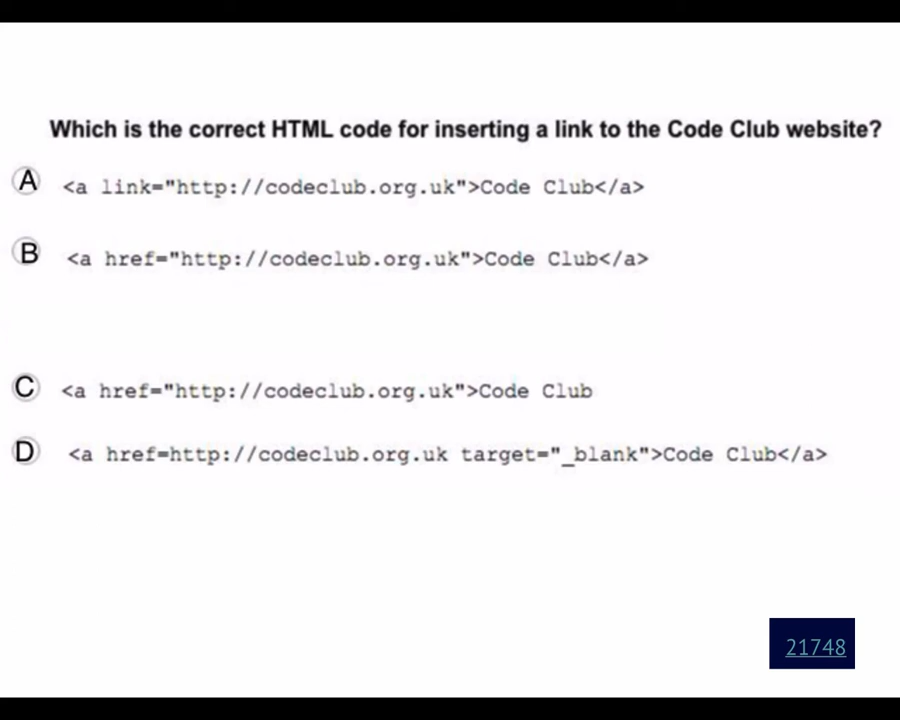 Which is the correct HTML code for inserting a link to the Code Club website?
A <a link="http://codeclub.org.uk">Code Club</a>
B <a href="http://codeclub.org.uk">Code Club</a>
C <a href="http://codeclub.org.uk">Code Club
D <a href=http://codeclub.org.uk target="_blank">Code Club</a>
21748